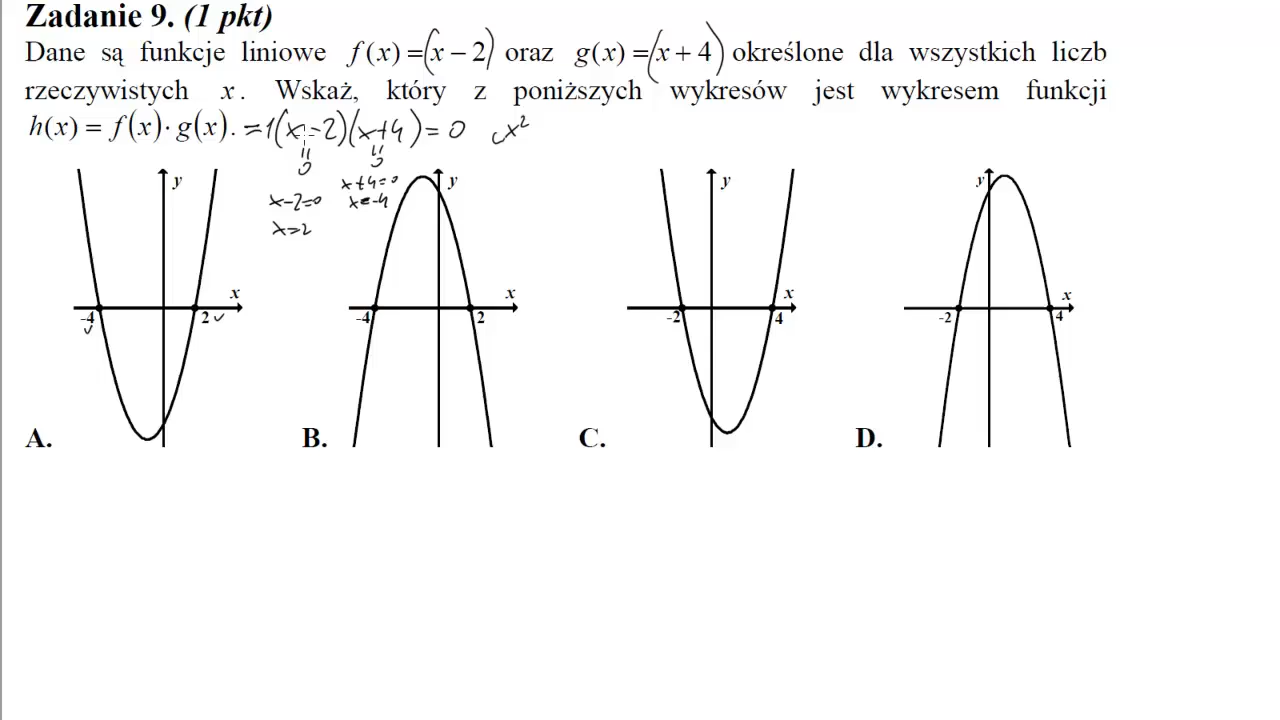 Zadanie 9. (1 pkt)
Dane są funkcje liniowe f(x)=(x−2) oraz g(x)=(x+4) określone dla wszystkich liczb
rzeczywistych x. Wskaż, który z poniższych wykresów jest wykresem funkcji
h(x) = f(x)·g(x). =1(x−2)(x+4)=0 x²
=0 =0
x+4=0
x−2=0 x=-4
x=2
y y y y
x x x x
-4 2 -4 2 -2 4 -2 4
A. B. C. D.